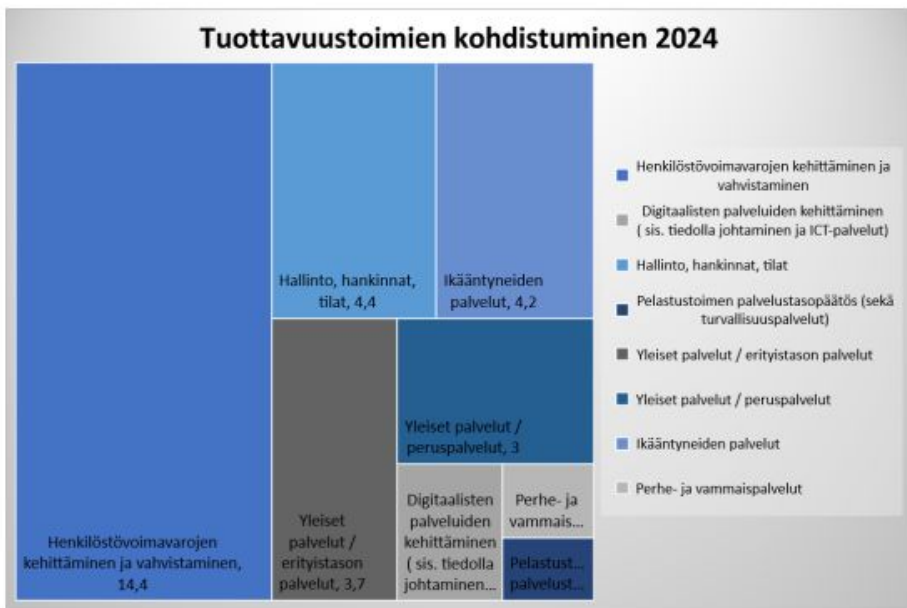 Tuottavuustoimien kohdistuminen 2024
Hallinto, hankinnat,
tilat, 4,4
Ikääntyneiden
palvelut, 4,2
Yleiset palvelut /
peruspalvelut, 3
Henkilöstövoimavarojen
kehittäminen ja vahvistaminen,
14,4
Yleiset
palvelut /
erityistason
palvelut, 3,7
Digitaalisten
palveluiden
kehittäminen
( sis. tiedolla
johtaminen...
Perhe- ja
vammais...
Pelastust...
palvelust...
Henkilöstövoimavarojen kehittäminen ja
vahvistaminen
Digitaalisten palveluiden kehittäminen
( sis. tiedolla johtaminen ja ICT-palvelut)
Hallinto, hankinnat, tilat
Pelastustoimen palvelustasopäätös (sekä
turvallisuuspalvelut)
Yleiset palvelut / erityistason palvelut
Yleiset palvelut / peruspalvelut
Ikääntyneiden palvelut
Perhe- ja vammaispalvelut